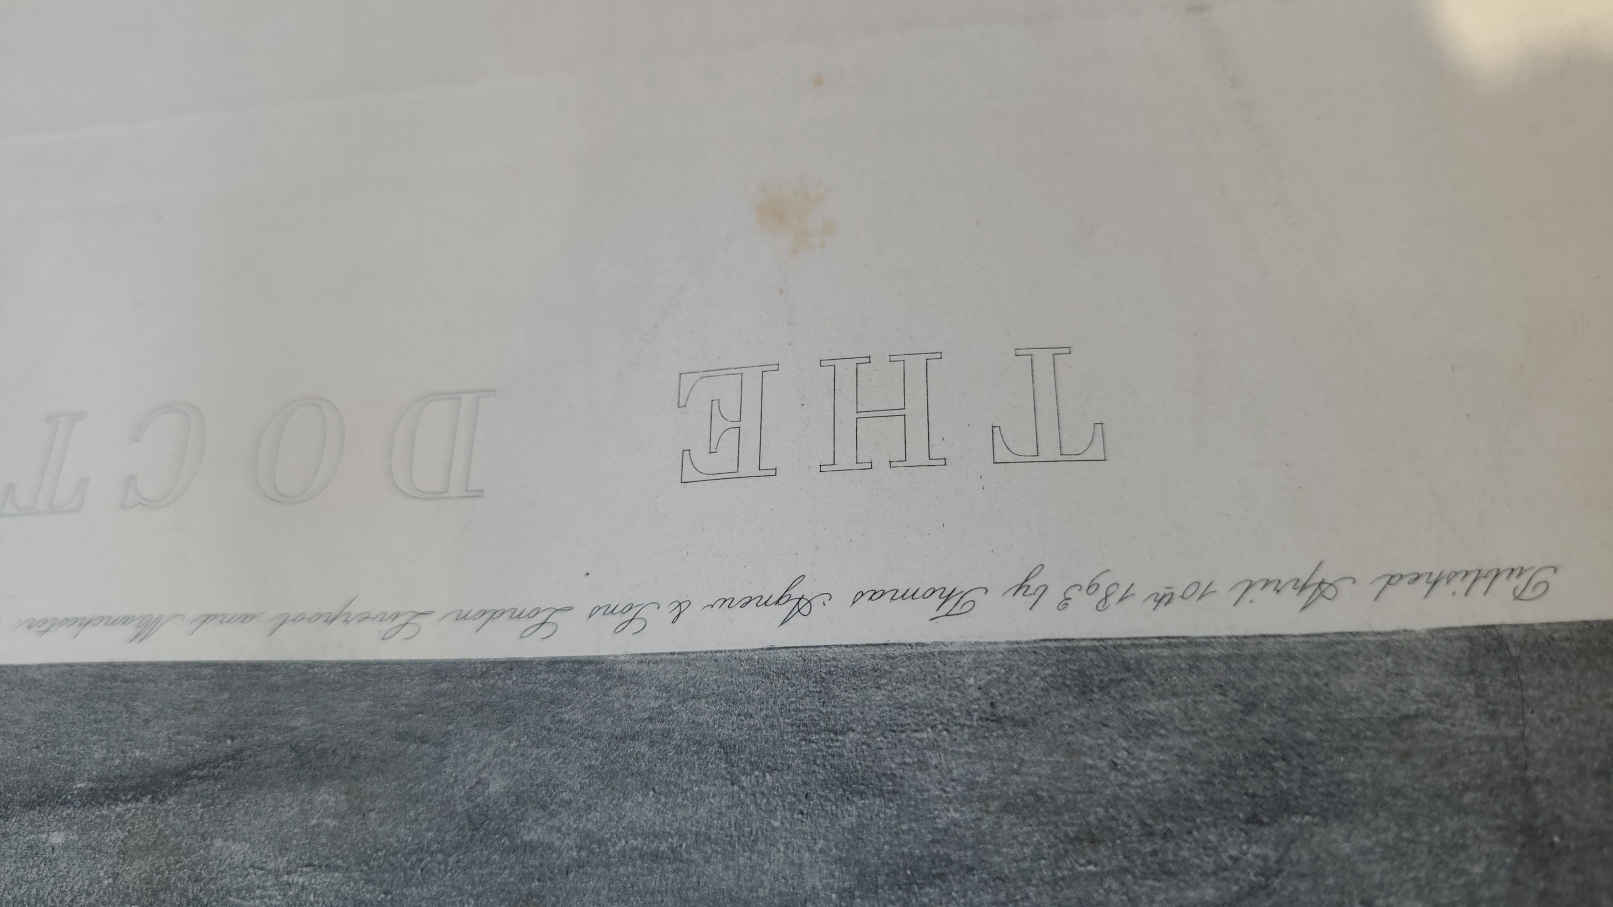 Published April 10th 1893 by Thomas Agnew & Sons London Liverpool and Manchester
THE DOCT